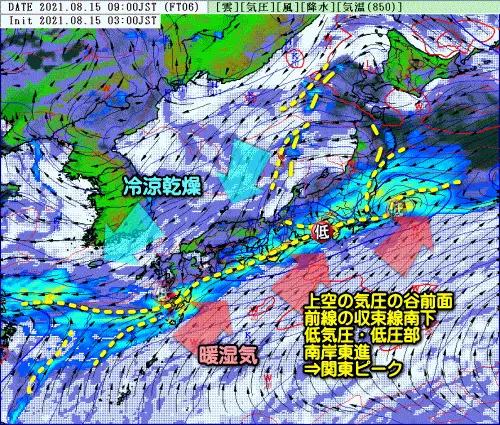 DATE 2021.08.15 09:00JST (FT06) [雲][気圧][風][降水][気温(850)]
Init 2021.08.15 03:00JST
冷涼乾燥
低
暖湿気
上空の気圧の谷前面
前線の収束線南下
低気圧・低圧部
南岸東進
⇒関東ピーク